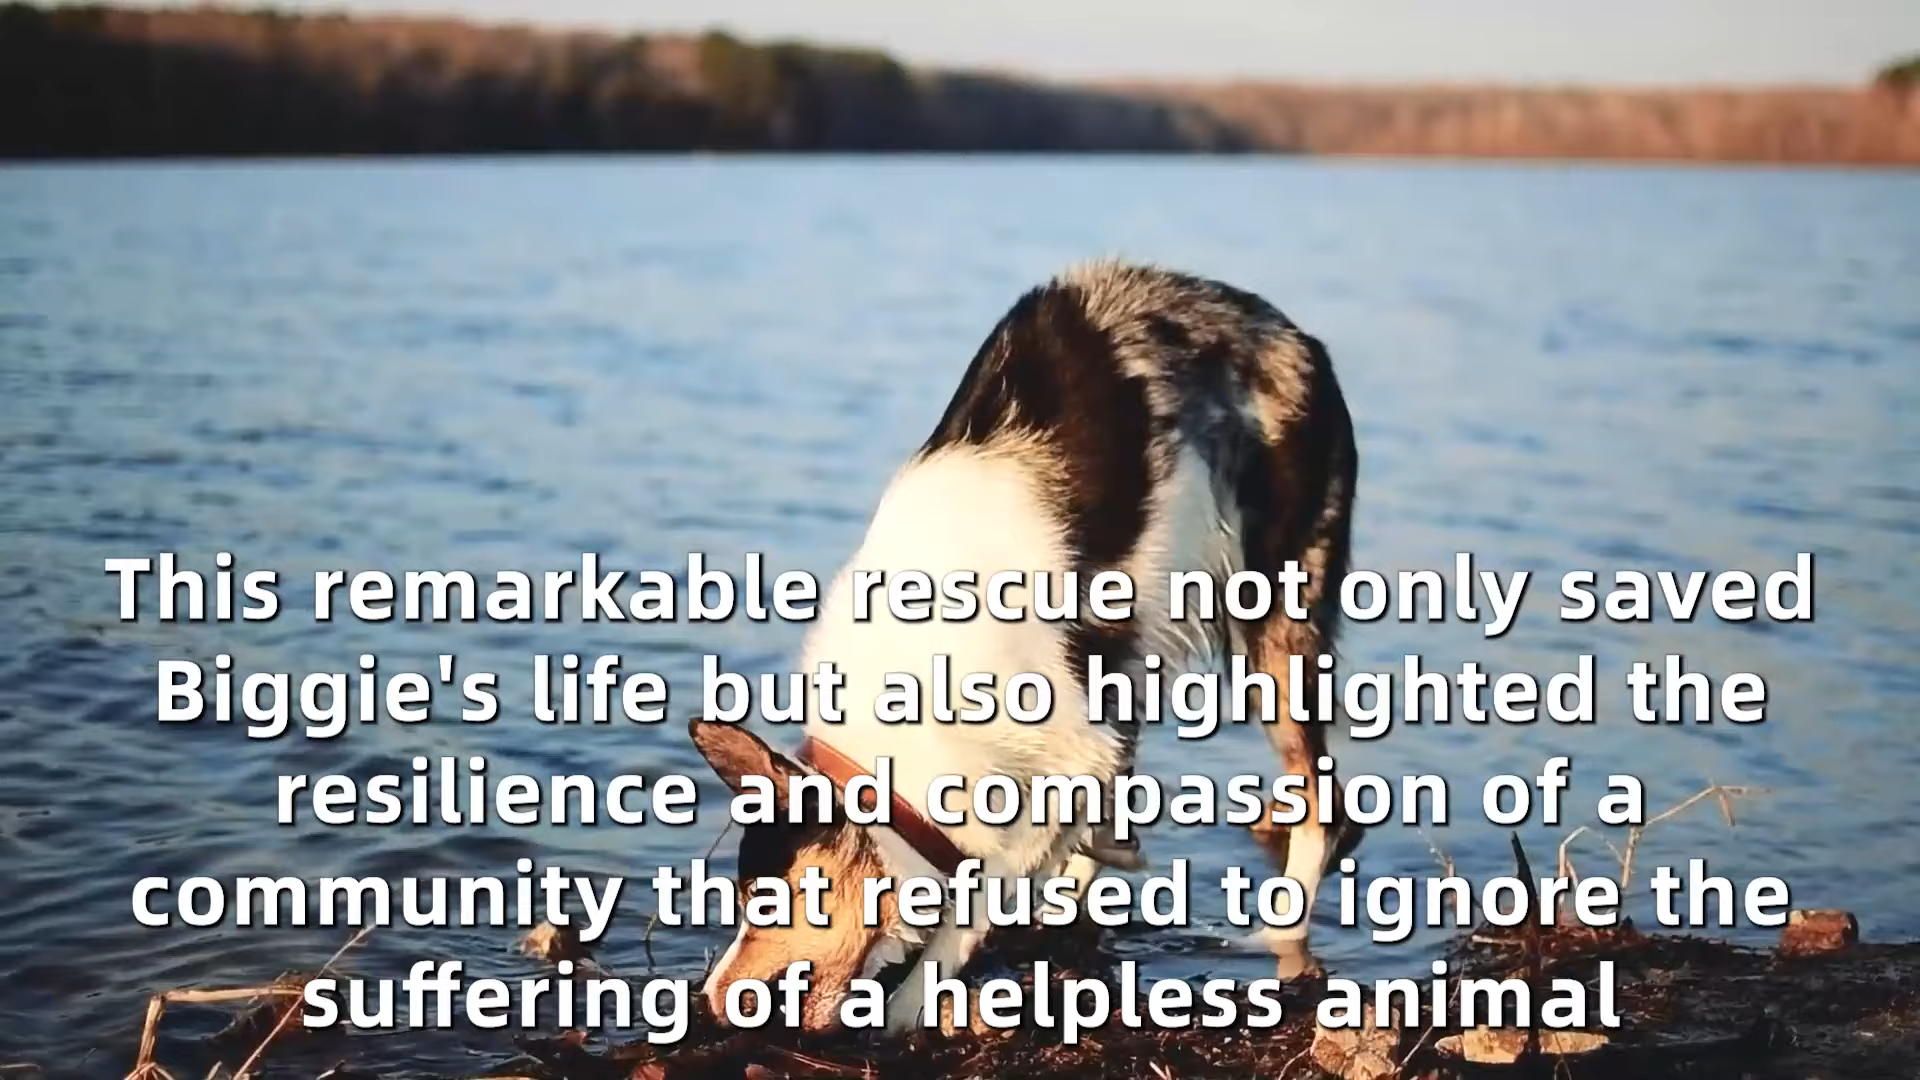 This remarkable rescue not only saved
Biggie's life but also highlighted the
resilience and compassion of a
community that refused to ignore the
suffering of a helpless animal